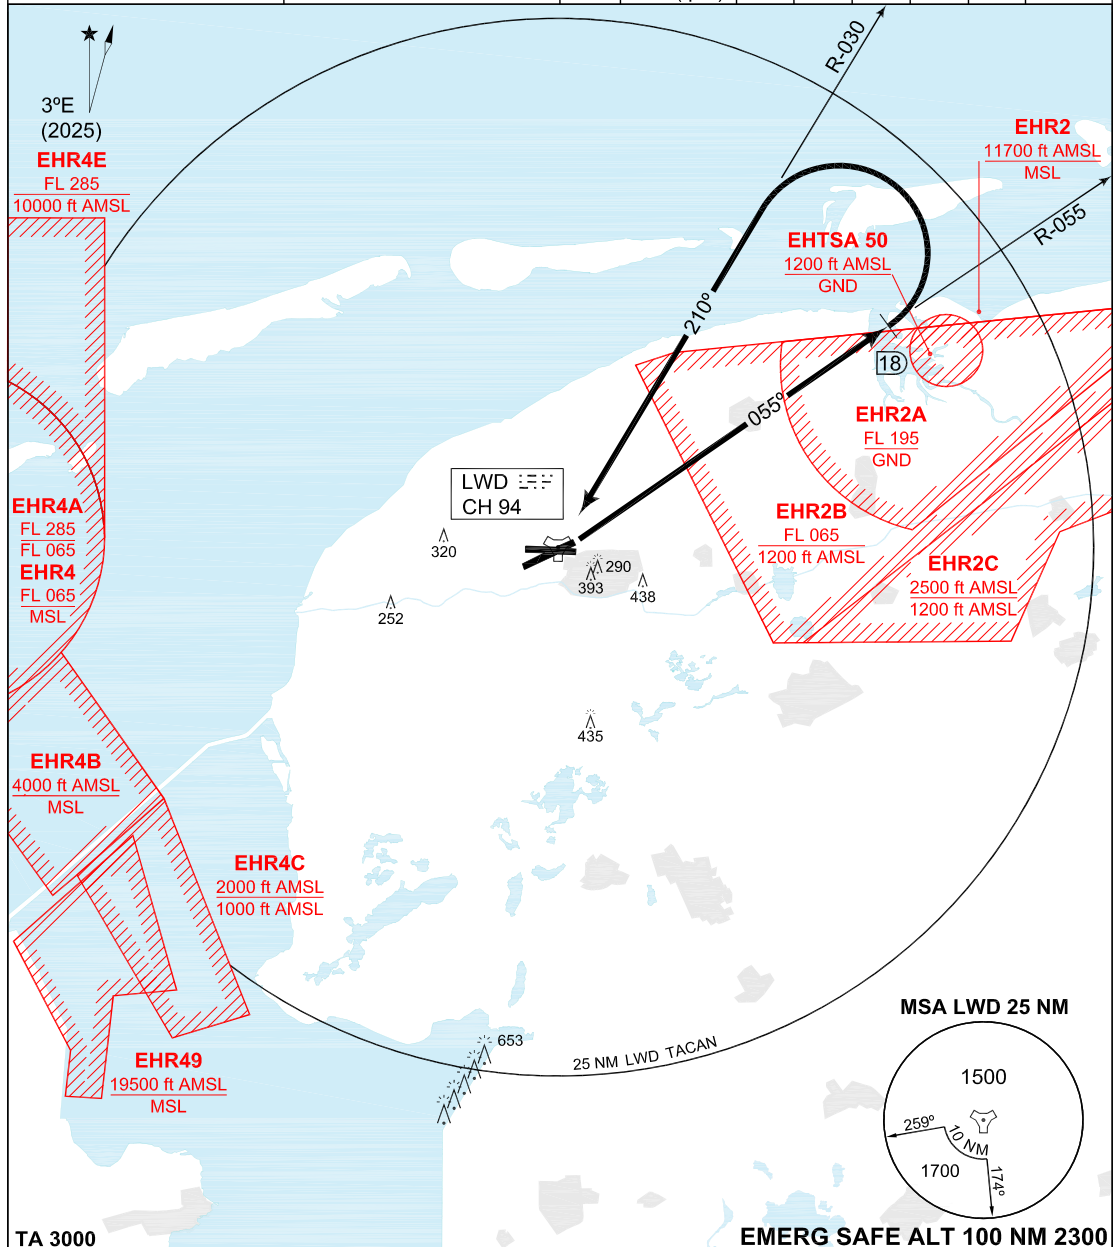 R-030
3ºE
(2025)
EHR4E
FL 285
10000 ft AMSL
EHR2
11700 ft AMSL
MSL
R-055
EHTSA 50
1200 ft AMSL
GND
210º
18
055º
EHR2A
FL 195
GND
LWD
CH 94
EHR4A
FL 285
FL 065
EHR4
FL 065
MSL
320
290
393
438
252
EHR2B
FL 065
1200 ft AMSL
EHR2C
2500 ft AMSL
1200 ft AMSL
435
EHR4B
4000 ft AMSL
MSL
EHR4C
2000 ft AMSL
1000 ft AMSL
653
25 NM LWD TACAN
EHR49
19500 ft AMSL
MSL
MSA LWD 25 NM
1500
259º
10 NM
1700
174º
TA 3000
EMERG SAFE ALT 100 NM 2300